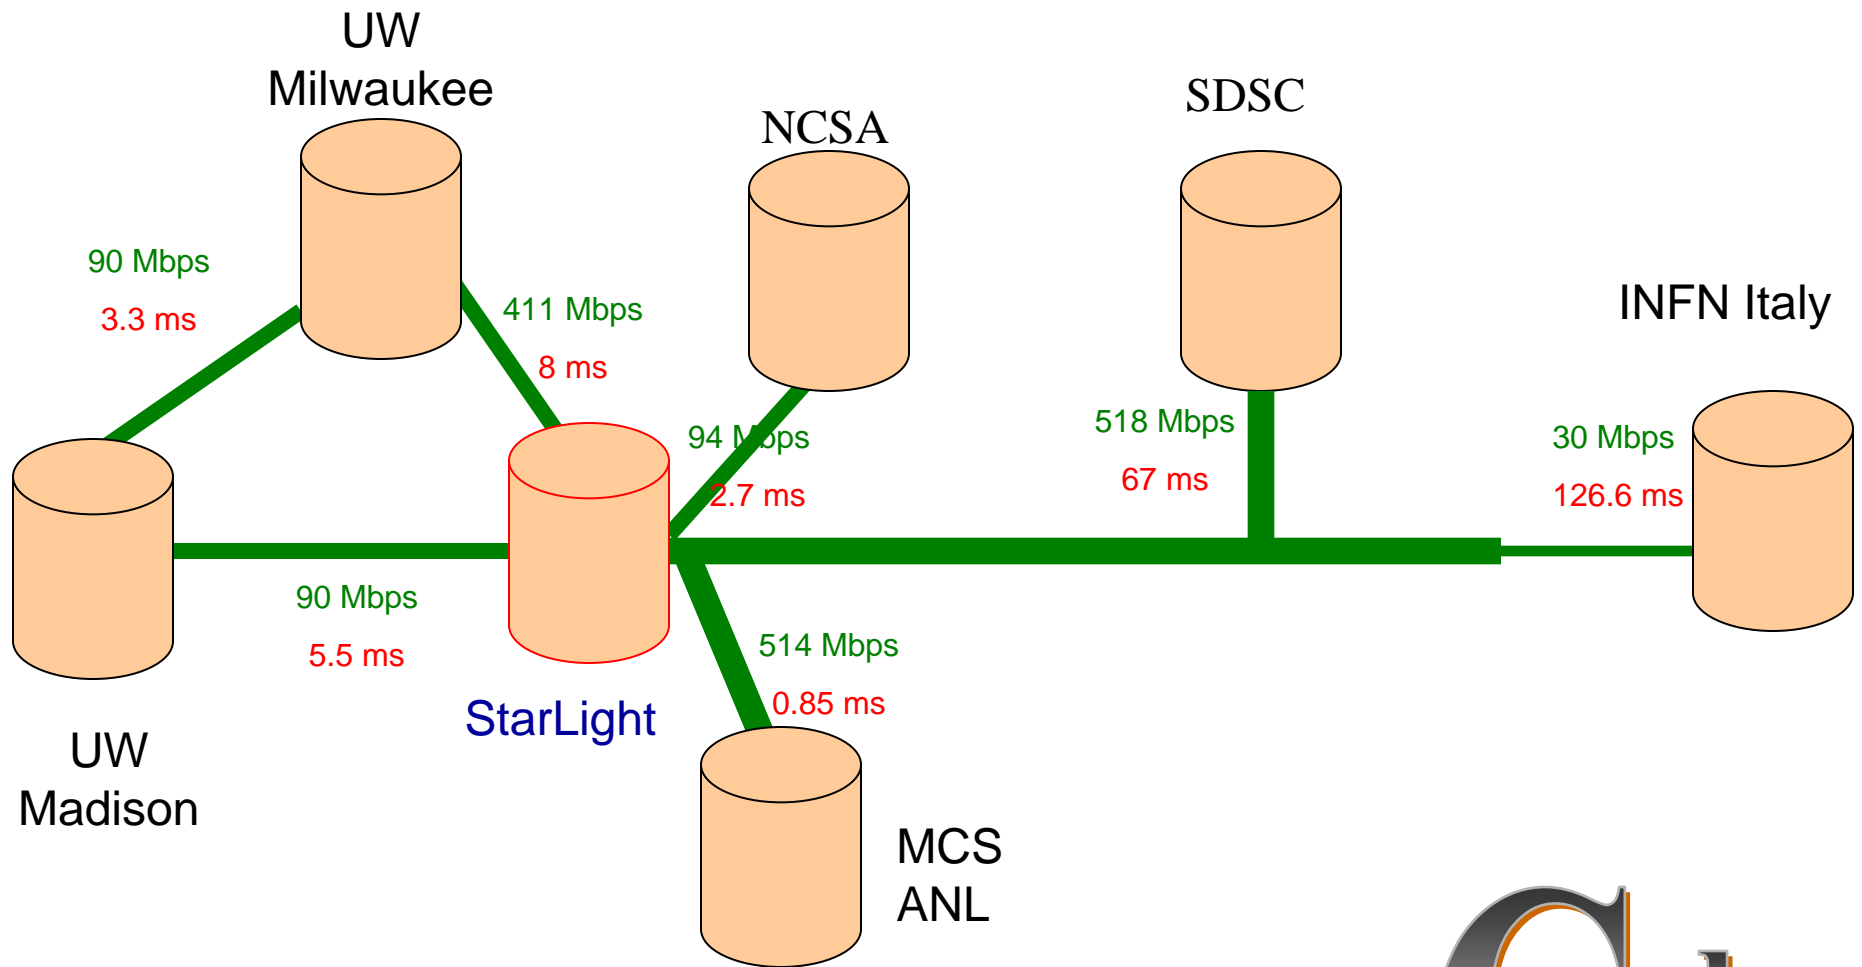 UW
Milwaukee
NCSA
SDSC
90 Mbps
3.3 ms
411 Mbps
8 ms
INFN Italy
94 Mbps
2.7 ms
518 Mbps
67 ms
30 Mbps
126.6 ms
90 Mbps
5.5 ms
514 Mbps
0.85 ms
StarLight
UW
Madison
MCS
ANL